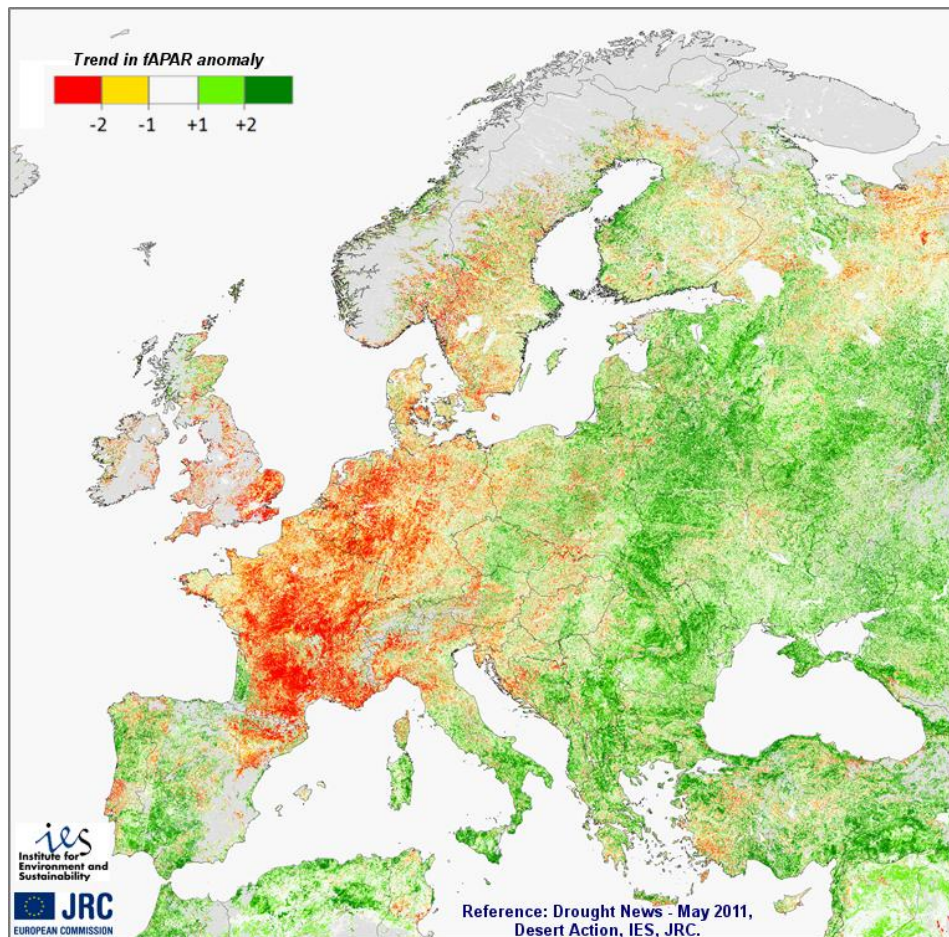 Trend in fAPAR anomaly
-2 -1 +1 +2
ies
Institute for
Environment and
Sustainability
JRC
EUROPEAN COMMISSION
Reference: Drought News - May 2011,
Desert Action, IES, JRC.